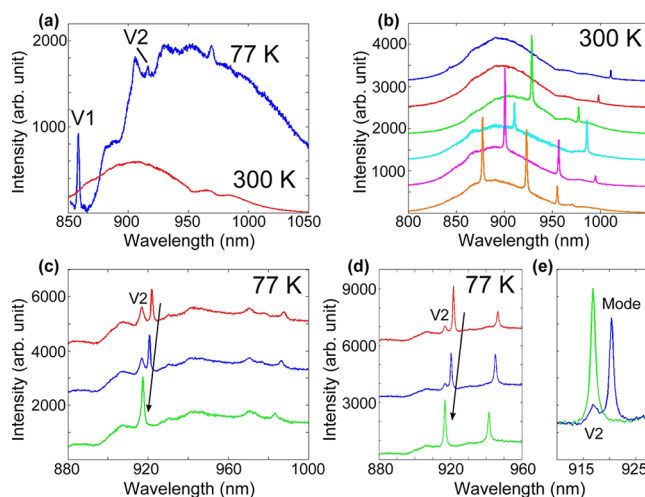 (a)
V2
77 K
V1
300 K
2000
1000
850
900
950
1000
1050
Intensity (arb. unit)
Wavelength (nm)
(b)
300 K
4000
3000
2000
1000
800
850
900
950
1000
Intensity (arb. unit)
Wavelength (nm)
(c)
77 K
V2
6000
4000
2000
880
920
960
1000
Intensity (arb. unit)
Wavelength (nm)
(d)
77 K
V2
9000
6000
3000
880
920
960
Intensity (arb. unit)
Wavelength (nm)
(e)
Mode
V2
915
925